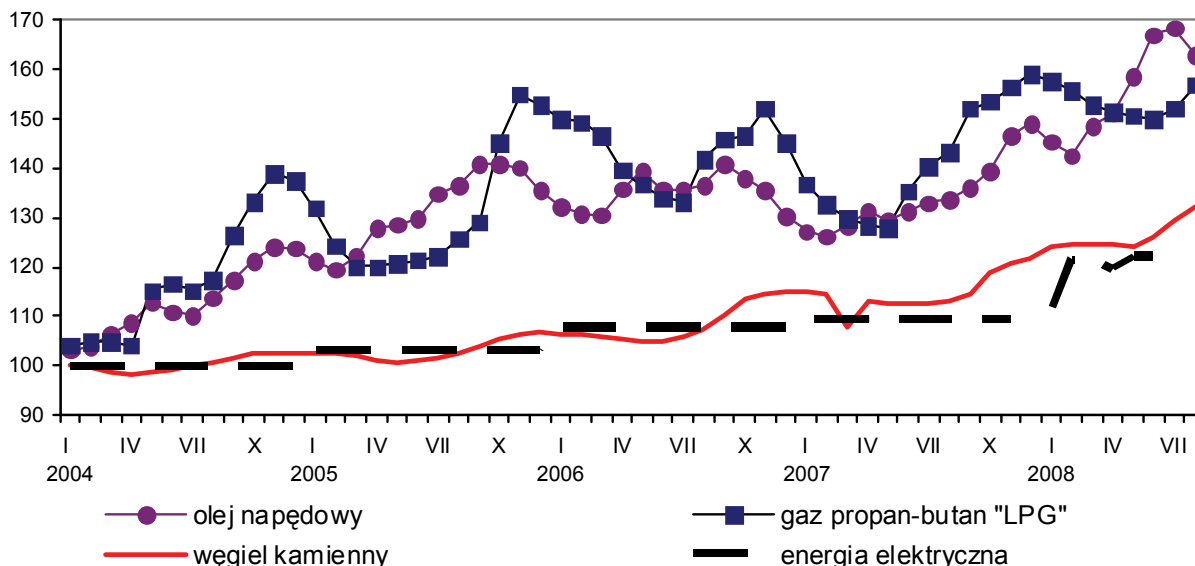 170
160
150
140
130
120
110
100
90
I IV VII X I IV VII X I IV VII X I IV VII X I IV VII
2004 2005 2006 2007 2008
olej napędowy gaz propan-butan "LPG"
węgiel kamienny energia elektryczna